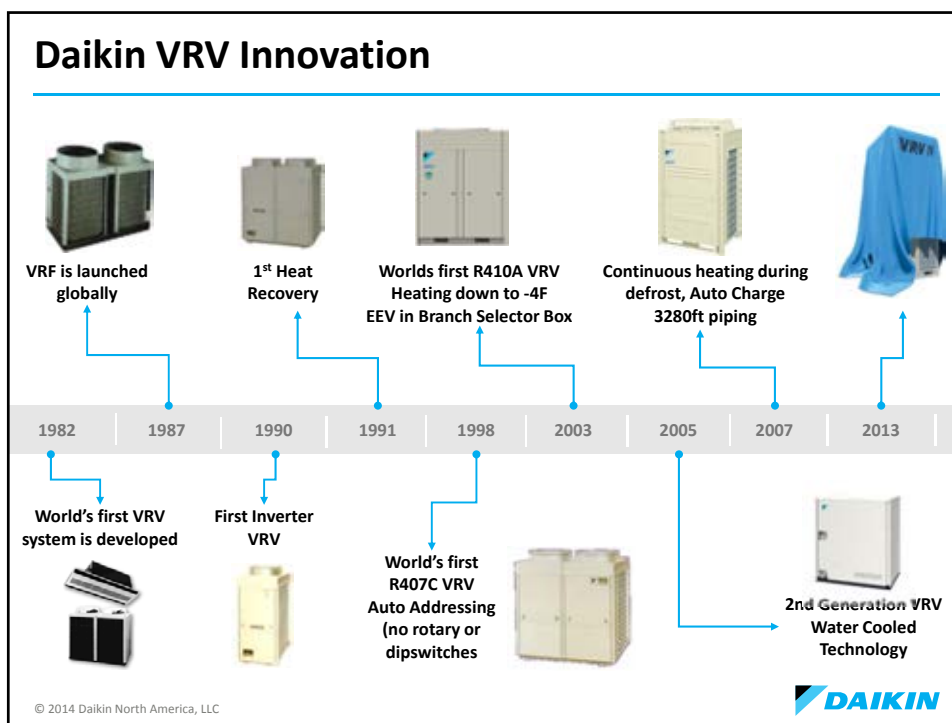 Daikin VRV Innovation
VRV IV
VRF is launched
globally
1st Heat
Recovery
Worlds first R410A VRV
Heating down to -4F
EEV in Branch Selector Box
Continuous heating during
defrost, Auto Charge
3280ft piping
1982
1987
1990
1991
1998
2003
2005
2007
2013
World's first VRV
system is developed
First Inverter
VRV
World's first
R407C VRV
Auto Addressing
(no rotary or
dipswitches
2nd Generation VRV
Water Cooled
Technology
© 2014 Daikin North America, LLC
DAIKIN